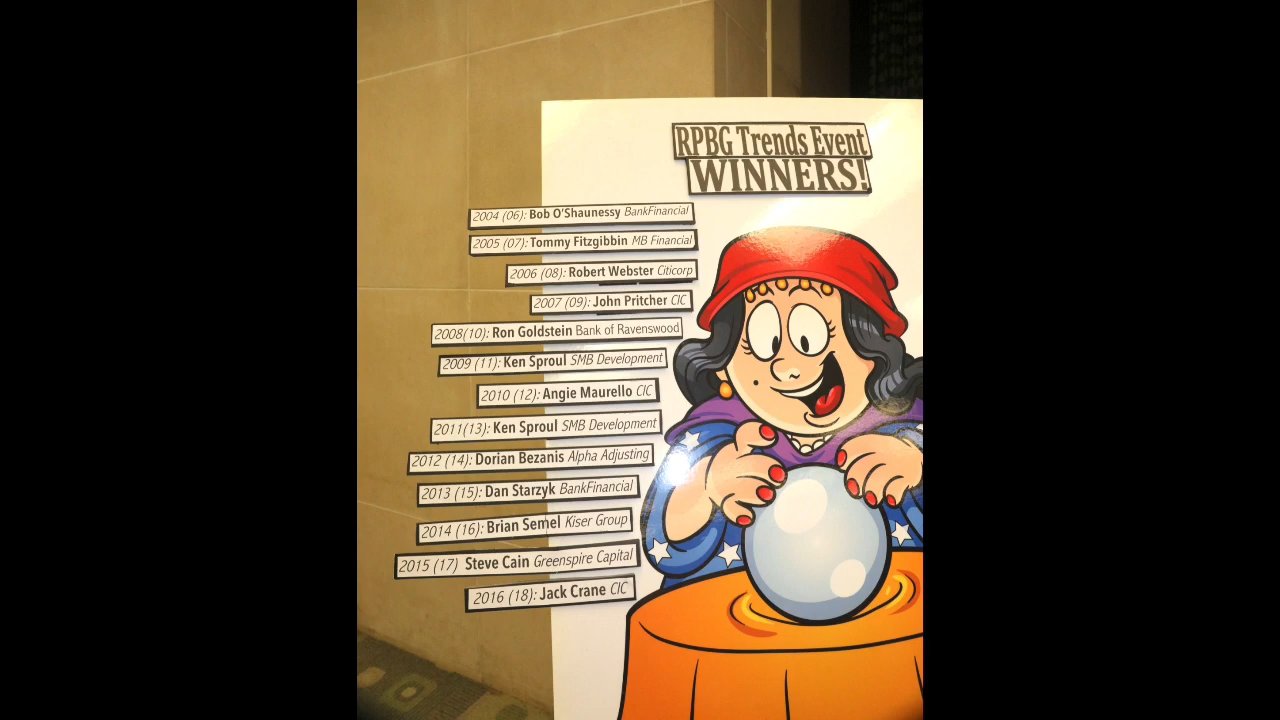 RPBG Trends Event
WINNERS!
2004 (06): Bob O'Shaunessy BankFinancial
2005 (07): Tommy Fitzgibbin MB Financial
2006 (08): Robert Webster Citicorp
2007 (09): John Pritcher CIC
2008(10): Ron Goldstein Bank of Ravenswood
2009 (11): Ken Sproul SMB Development
2010 (12): Angie Maurello CIC
2011(13): Ken Sproul SMB Development
2012 (14): Dorian Bezanis Alpha Adjusting
2013 (15): Dan Starzyk BankFinancial
2014 (16): Brian Semel Kiser Group
2015 (17) Steve Cain Greenspire Capital
2016 (18): Jack Crane CIC